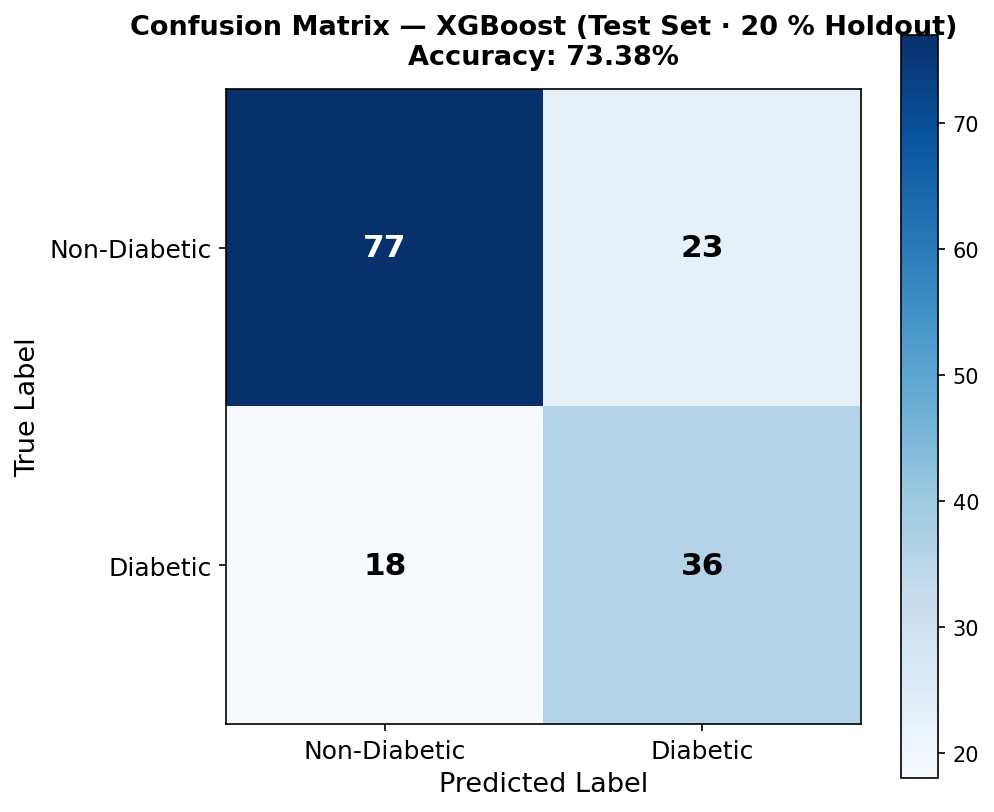 Confusion Matrix — XGBoost (Test Set · 20 % Holdout)
Accuracy: 73.38%
True Label
Non-Diabetic
77
23
Diabetic
18
36
Non-Diabetic
Diabetic
Predicted Label
70
60
50
40
30
20